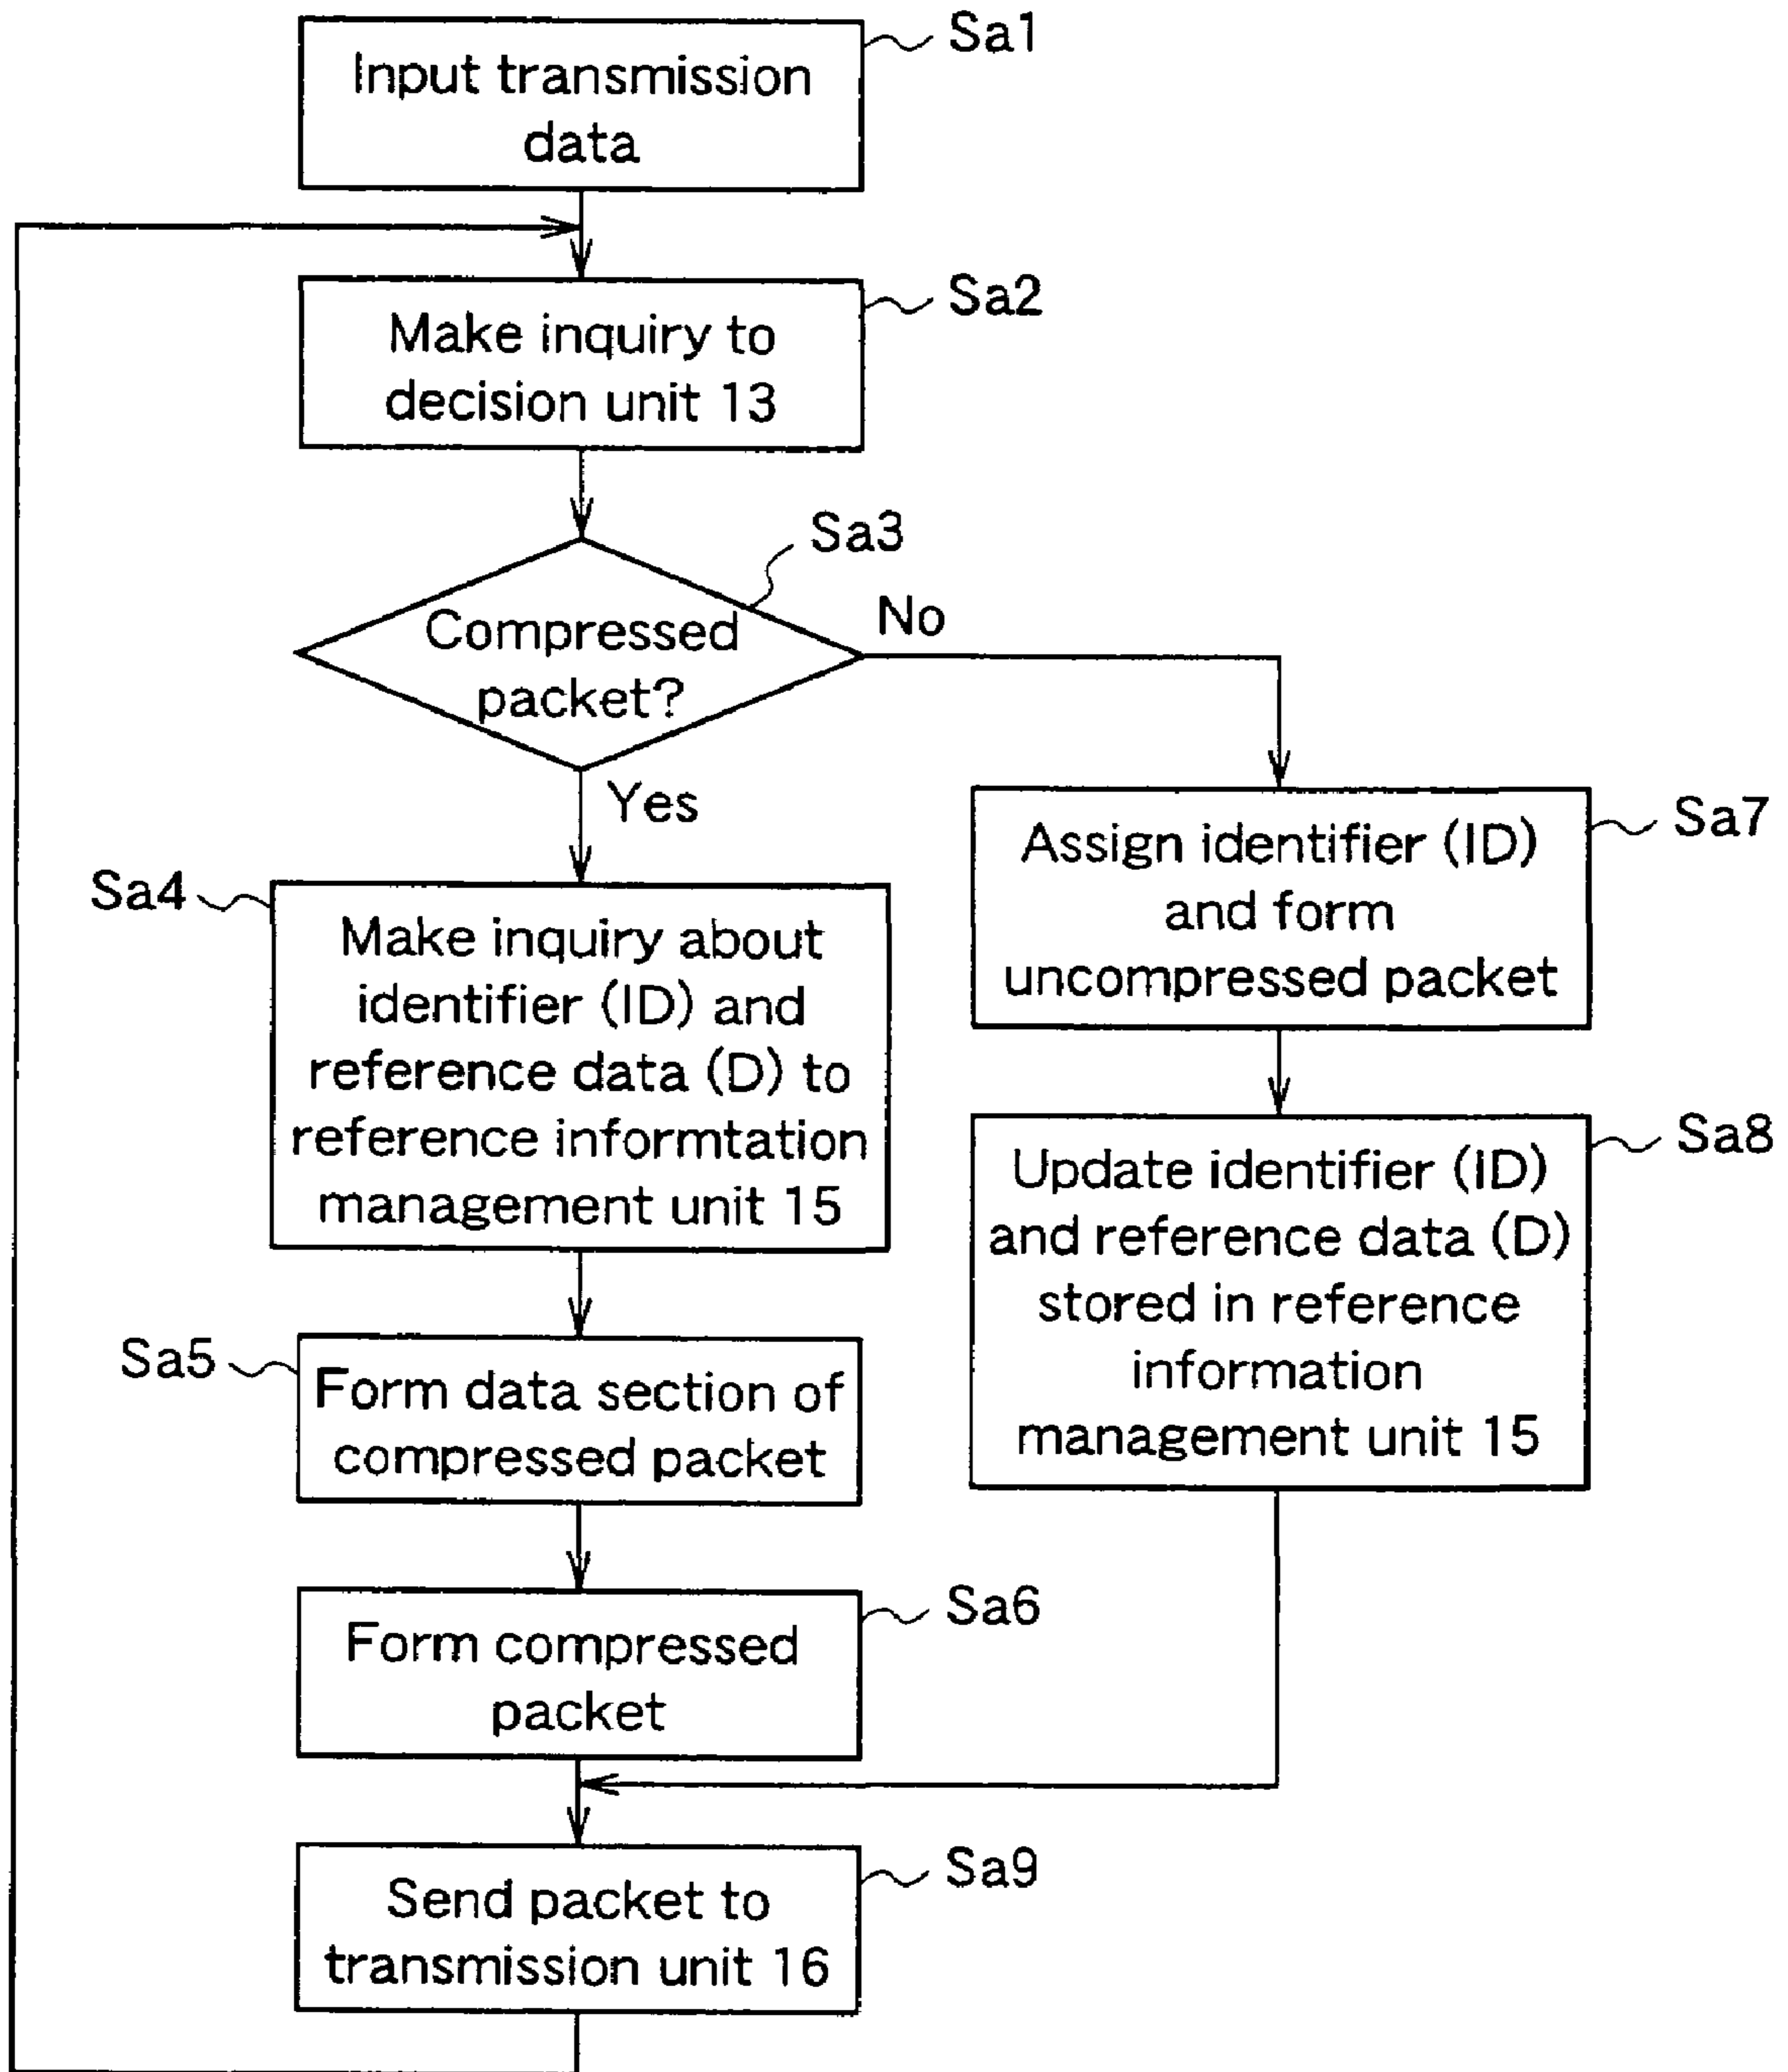 Sa1
Input transmission
data
Sa2
Make inquiry to
decision unit 13
Sa3
Compressed
packet?
No
Yes
Sa4
Make inquiry about
identifier (ID) and
reference data (D) to
reference informtation
management unit 15
Sa7
Assign identifier (ID)
and form
uncompressed packet
Sa8
Update identifier (ID)
and reference data (D)
stored in reference
information
management unit 15
Sa5
Form data section of
compressed packet
Sa6
Form compressed
packet
Sa9
Send packet to
transmission unit 16